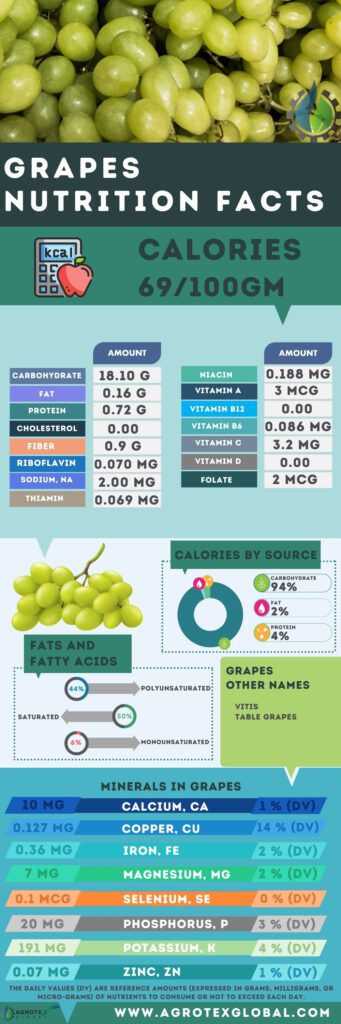 GRAPES
NUTRITION FACTS
kcal
CALORIES
69/100GM
AMOUNT
CARBOHYDRATE 18.10 G
FAT 0.16 G
PROTEIN 0.72 G
CHOLESTEROL 0.00
FIBER 0.9 G
RIBOFLAVIN 0.070 MG
SODIUM, NA 2.00 MG
THIAMIN 0.069 MG
AMOUNT
NIACIN 0.188 MG
VITAMIN A 3 MCG
VITAMIN B12 0.00
VITAMIN B6 0.086 MG
VITAMIN C 3.2 MG
VITAMIN D 0.00
FOLATE 2 MCG
CALORIES BY SOURCE
CARBOHYDRATE
94%
FAT
2%
PROTEIN
4%
FATS AND
FATTY ACIDS
44% POLYUNSATURATED
SATURATED 50%
6% MONOUNSATURATED
GRAPES
OTHER NAMES
VITIS
TABLE GRAPES
MINERALS IN GRAPES
10 MG CALCIUM, CA 1 % (DV)
0.127 MG COPPER, CU 14 % (DV)
0.36 MG IRON, FE 2 % (DV)
7 MG MAGNESIUM, MG 2 % (DV)
0.1 MCG SELENIUM, SE 0 % (DV)
20 MG PHOSPHORUS, P 3 % (DV)
191 MG POTASSIUM, K 4 % (DV)
0.07 MG ZINC, ZN 1 % (DV)
THE DAILY VALUES (DV) ARE REFERENCE AMOUNTS (EXPRESSED IN GRAMS, MILLIGRAMS, OR
MICRO-GRAMS) OF NUTRIENTS TO CONSUME OR NOT TO EXCEED EACH DAY.
AGROTEX
GLOBAL
WWW.AGROTEXGLOBAL.COM